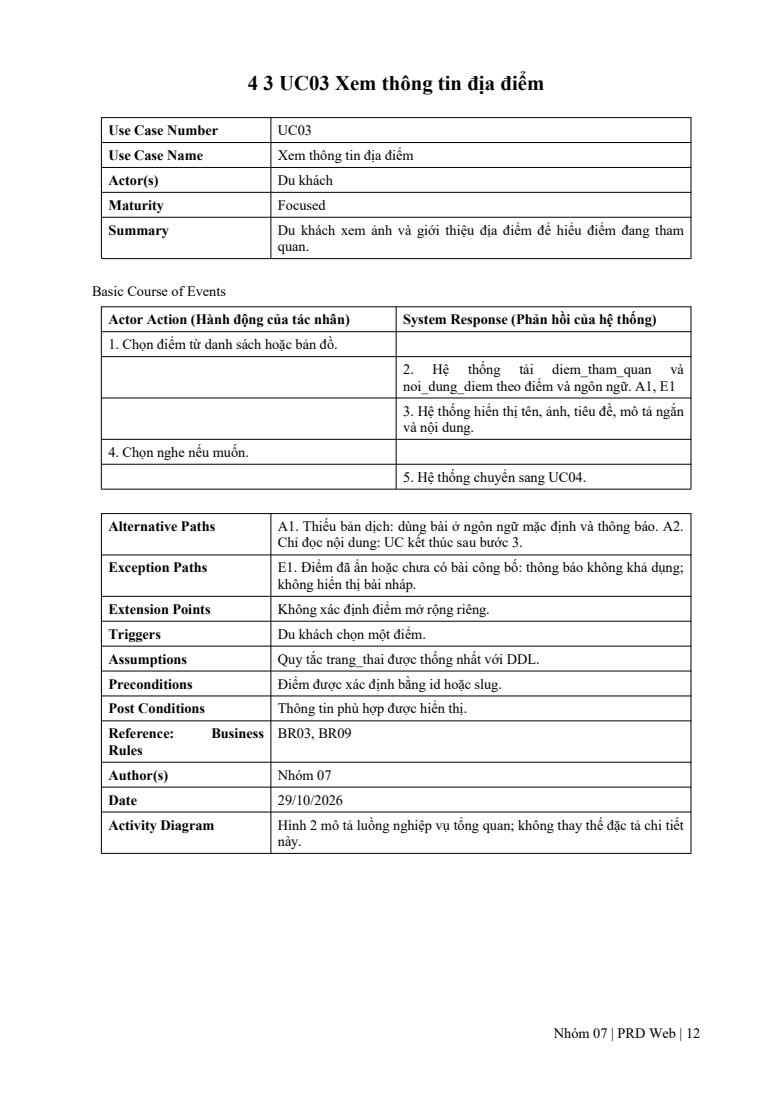 4 3 UC03 Xem thông tin địa điểm
Use Case Number UC03
Use Case Name Xem thông tin địa điểm
Actor(s) Du khách
Maturity Focused
Summary Du khách xem ảnh và giới thiệu địa điểm để hiểu điểm đang tham
quan.
Basic Course of Events
Actor Action (Hành động của tác nhân) System Response (Phản hồi của hệ thống)
1. Chọn điểm từ danh sách hoặc bản đồ.
2. Hệ thống tải diem_tham_quan và
noi_dung_diem theo điểm và ngôn ngữ. A1, E1
3. Hệ thống hiển thị tên, ảnh, tiêu đề, mô tả ngắn
và nội dung.
4. Chọn nghe nếu muốn.
5. Hệ thống chuyển sang UC04.
Alternative Paths A1. Thiếu bản dịch: dùng bài ở ngôn ngữ mặc định và thông báo. A2.
Chỉ đọc nội dung: UC kết thúc sau bước 3.
Exception Paths E1. Điểm đã ẩn hoặc chưa có bài công bố: thông báo không khả dụng;
không hiển thị bài nháp.
Extension Points Không xác định điểm mở rộng riêng.
Triggers Du khách chọn một điểm.
Assumptions Quy tắc trang_thai được thống nhất với DDL.
Preconditions Điểm được xác định bằng id hoặc slug.
Post Conditions Thông tin phù hợp được hiển thị.
Reference: Business BR03, BR09
Rules
Author(s) Nhóm 07
Date 29/10/2026
Activity Diagram Hình 2 mô tả luồng nghiệp vụ tổng quan; không thay thế đặc tả chi tiết
này.
Nhóm 07 | PRD Web | 12